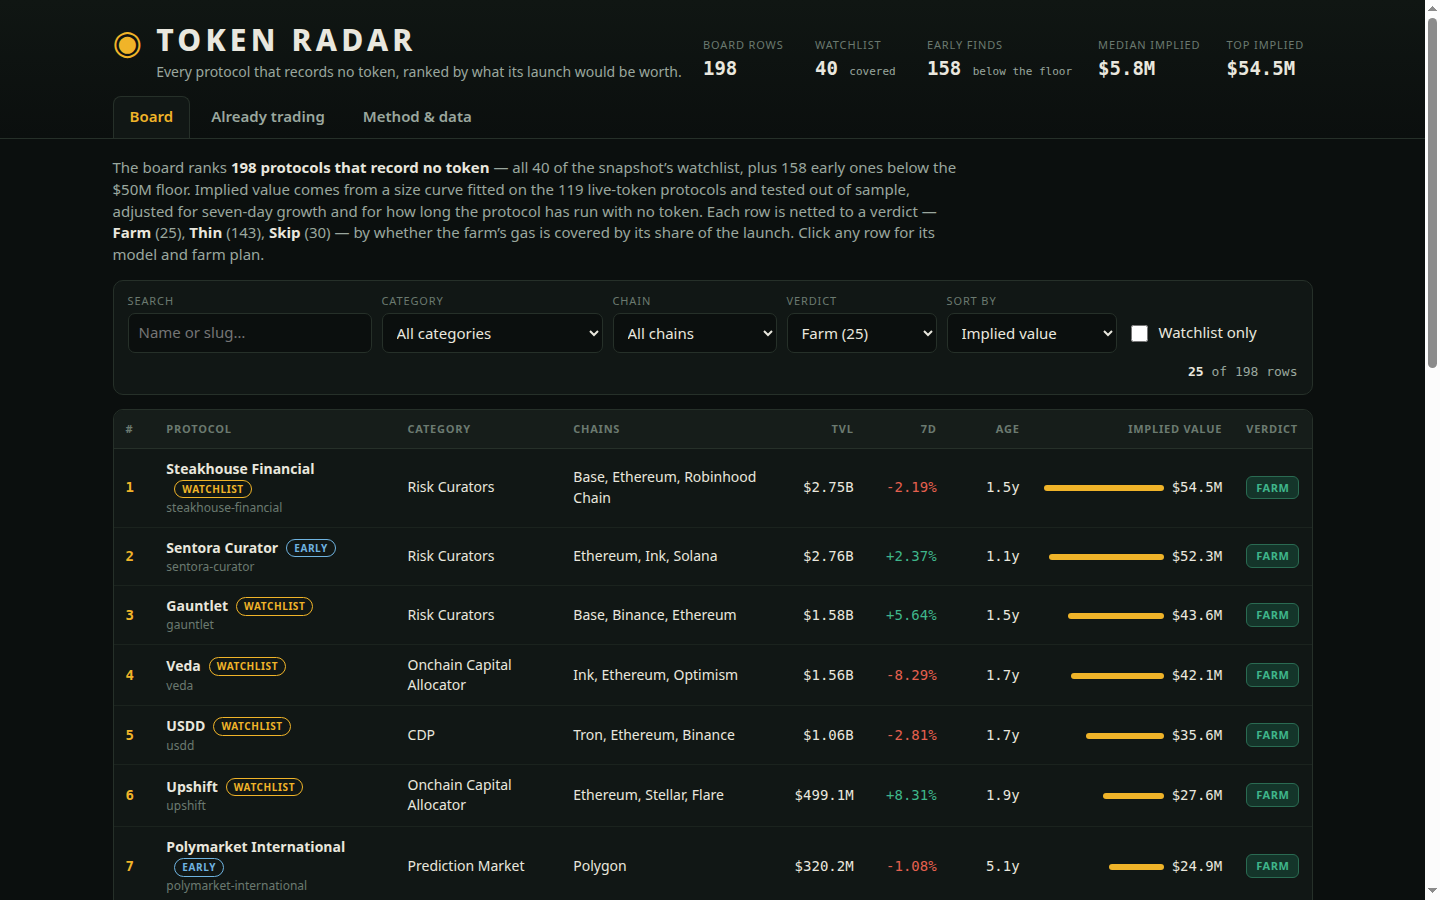 TOKEN RADAR
Every protocol that records no token, ranked by what its launch would be worth.
BOARD ROWS
198
WATCHLIST
40 covered
EARLY FINDS
158 below the floor
MEDIAN IMPLIED
$5.8M
TOP IMPLIED
$54.5M
Board
Already trading
Method & data
The board ranks 198 protocols that record no token — all 40 of the snapshot's watchlist, plus 158 early ones below the
$50M floor. Implied value comes from a size curve fitted on the 119 live-token protocols and tested out of sample,
adjusted for seven-day growth and for how long the protocol has run with no token. Each row is netted to a verdict —
Farm (25), Thin (143), Skip (30) — by whether the farm's gas is covered by its share of the launch. Click any row for its
model and farm plan.
SEARCH
Name or slug…
CATEGORY
All categories
CHAIN
All chains
VERDICT
Farm (25)
SORT BY
Implied value
Watchlist only
25 of 198 rows
# PROTOCOL CATEGORY CHAINS TVL 7D AGE IMPLIED VALUE VERDICT
1 Steakhouse Financial WATCHLIST steakhouse-financial Risk Curators Base, Ethereum, Robinhood Chain $2.75B -2.19% 1.5y $54.5M FARM
2 Sentora Curator EARLY sentora-curator Risk Curators Ethereum, Ink, Solana $2.76B +2.37% 1.1y $52.3M FARM
3 Gauntlet WATCHLIST gauntlet Risk Curators Base, Binance, Ethereum $1.58B +5.64% 1.5y $43.6M FARM
4 Veda WATCHLIST veda Onchain Capital Allocator Ink, Ethereum, Optimism $1.56B -8.29% 1.7y $42.1M FARM
5 USDD WATCHLIST usdd CDP Tron, Ethereum, Binance $1.06B -2.81% 1.7y $35.6M FARM
6 Upshift WATCHLIST upshift Onchain Capital Allocator Ethereum, Stellar, Flare $499.1M +8.31% 1.9y $27.6M FARM
7 Polymarket International EARLY polymarket-international Prediction Market Polygon $320.2M -1.08% 5.1y $24.9M FARM